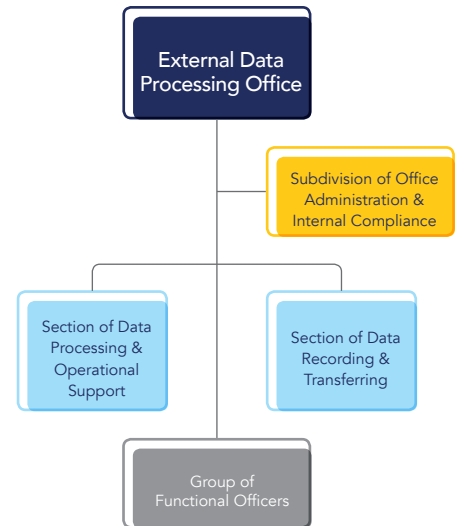 External Data
Processing Office
Subdivision of Office
Administration &
Internal Compliance
Section of Data
Processing &
Operational
Support
Section of Data
Recording &
Transferring
Group of
Functional Officers